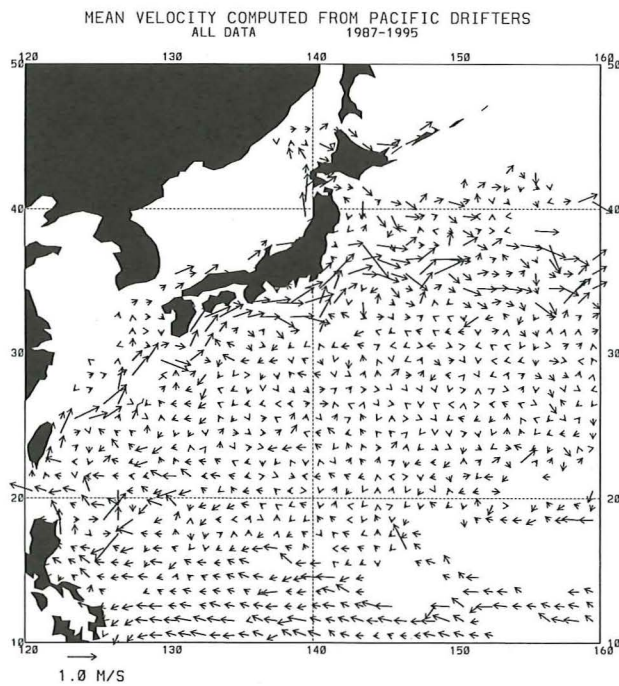 MEAN VELOCITY COMPUTED FROM PACIFIC DRIFTERS
ALL DATA 1987-1995
120 130 140 150 160
50 50
40 40
30 30
20 20
10 10
120 130 140 150 160
1.0 M/S